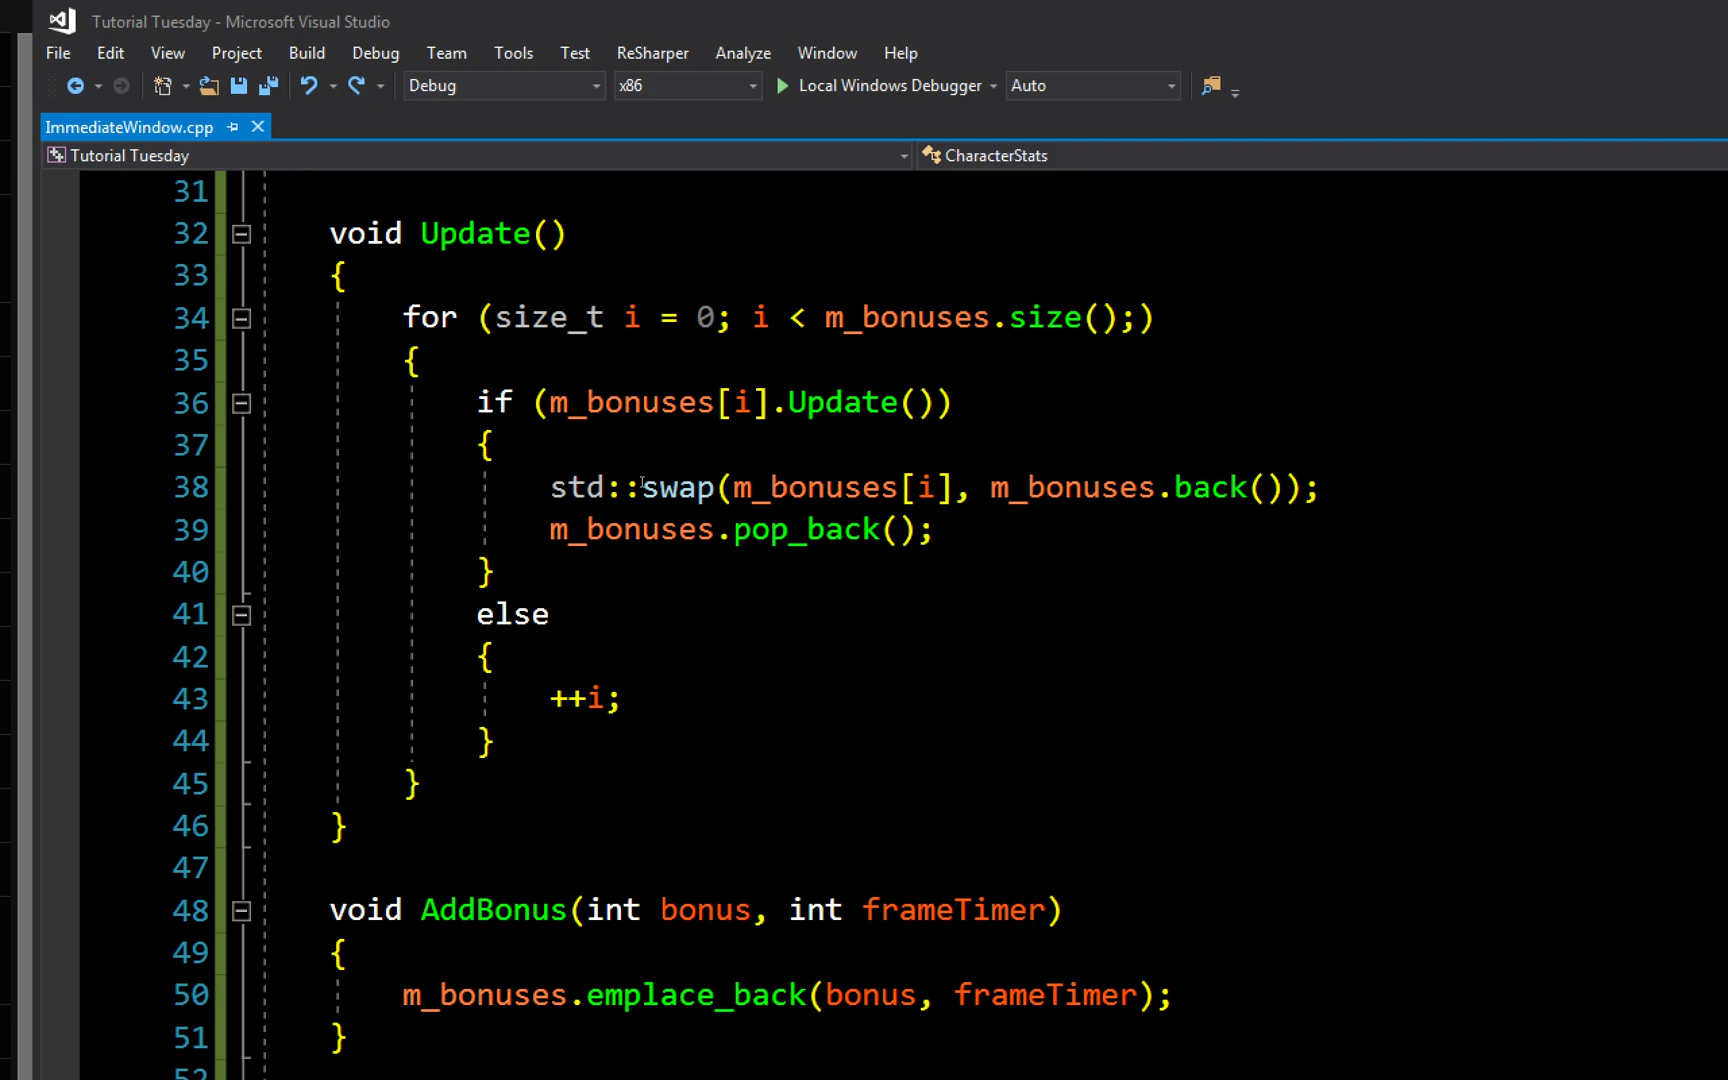 Tutorial Tuesday - Microsoft Visual Studio
File Edit View Project Build Debug Team Tools Test ReSharper Analyze Window Help
Debug x86 Local Windows Debugger Auto
ImmediateWindow.cpp
Tutorial Tuesday CharacterStats
31
32 void Update()
33 {
34 for (size_t i = 0; i < m_bonuses.size();)
35 {
36 if (m_bonuses[i].Update())
37 {
38 std::swap(m_bonuses[i], m_bonuses.back());
39 m_bonuses.pop_back();
40 }
41 else
42 {
43 ++i;
44 }
45 }
46 }
47
48 void AddBonus(int bonus, int frameTimer)
49 {
50 m_bonuses.emplace_back(bonus, frameTimer);
51 }
52